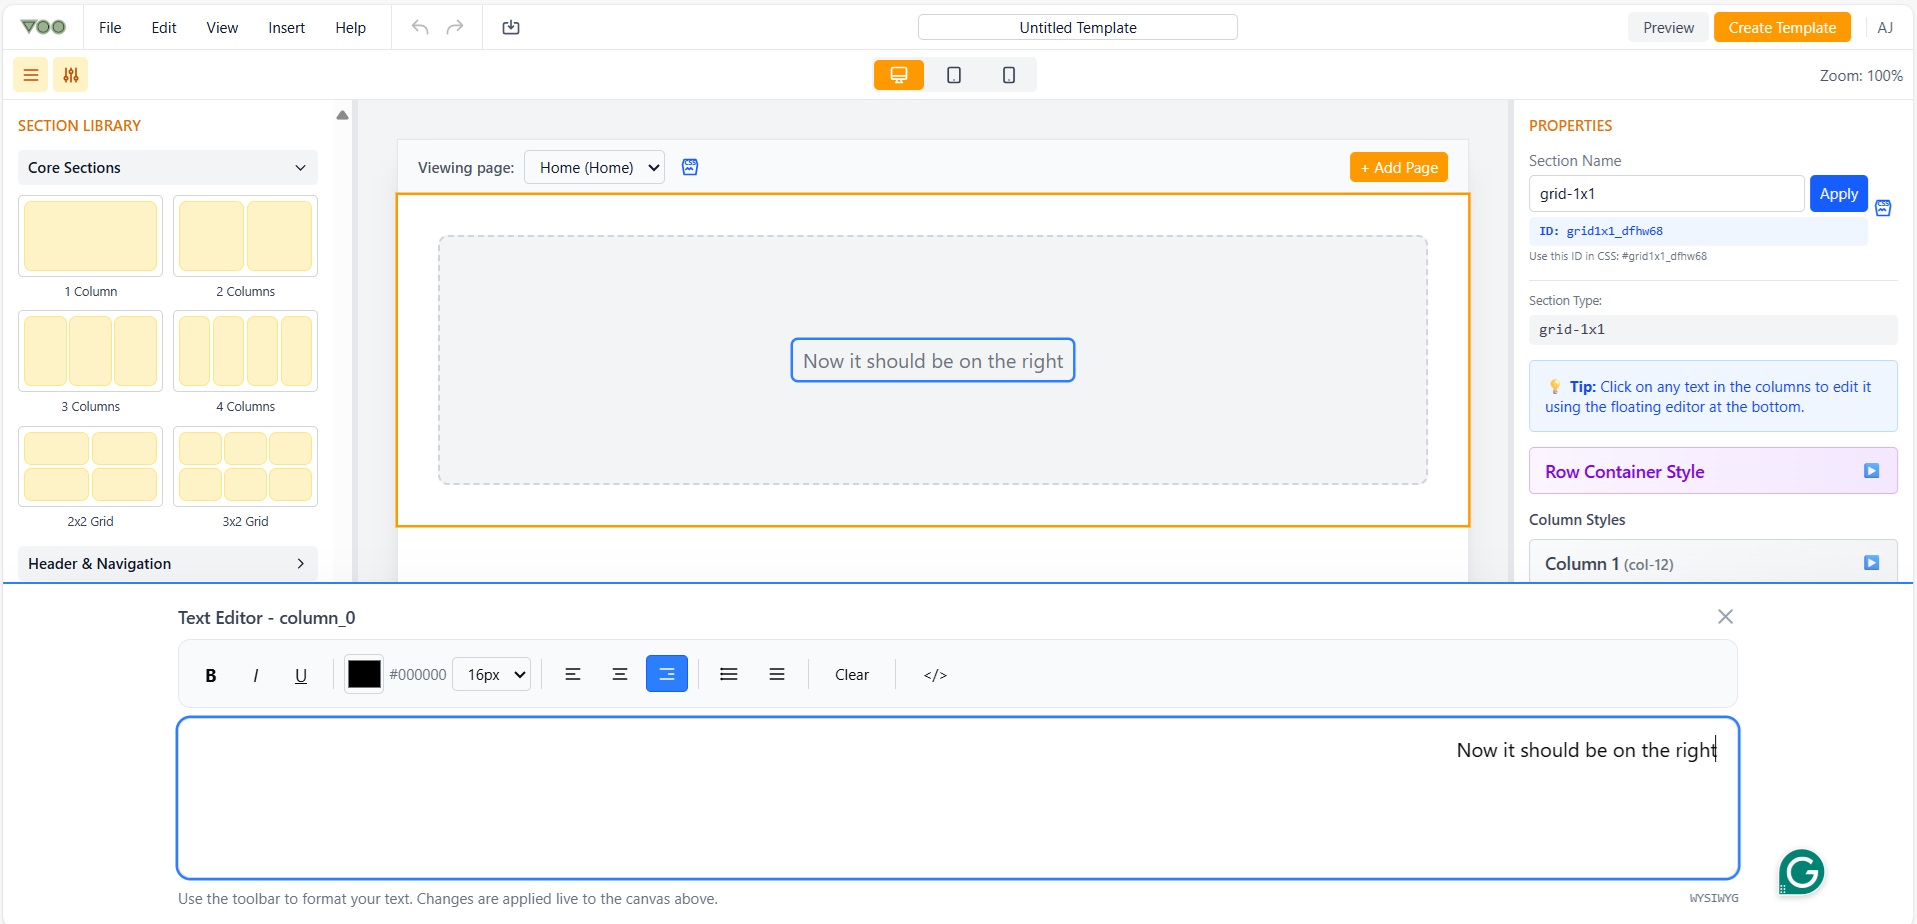 VOO
File
Edit
View
Insert
Help
Untitled Template
Preview
Create Template
AJ
Zoom: 100%
SECTION LIBRARY
Core Sections
1 Column
2 Columns
3 Columns
4 Columns
2x2 Grid
3x2 Grid
Header & Navigation
Viewing page:
Home (Home)
CSS
+ Add Page
Now it should be on the right
PROPERTIES
Section Name
grid-1x1
Apply
CSS
ID: grid1x1_dfhw68
Use this ID in CSS: #grid1x1_dfhw68
Section Type:
grid-1x1
Tip: Click on any text in the columns to edit it
using the floating editor at the bottom.
Row Container Style
Column Styles
Column 1 (col-12)
Text Editor - column_0
B
I
U
#000000
16px
Clear
</>
Now it should be on the right
Use the toolbar to format your text. Changes are applied live to the canvas above.
WYSIWYG
G